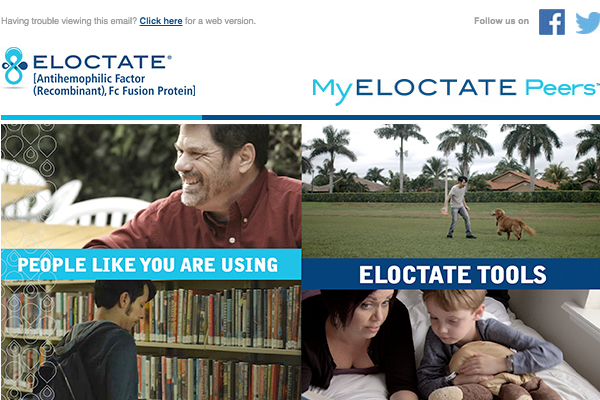 Having trouble viewing this email? Click here for a web version.
Follow us on
ELOCTATE®
[Antihemophilic Factor
(Recombinant), Fc Fusion Protein]
MyELOCTATE Peers™
PEOPLE LIKE YOU ARE USING
ELOCTATE TOOLS